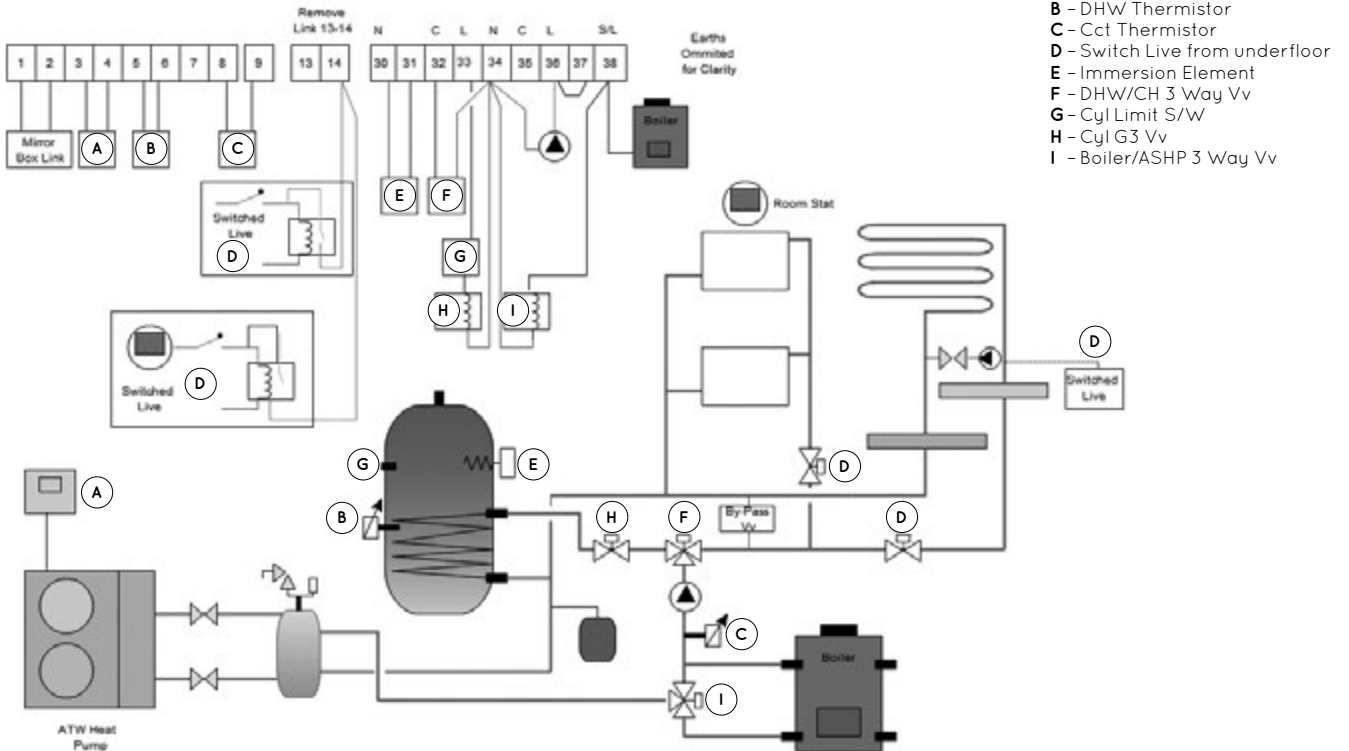 B – DHW Thermistor
C – Cct Thermistor
D – Switch Live from underfloor
E – Immersion Element
F – DHW/CH 3 Way Vv
G – Cyl Limit S/W
H – Cyl G3 Vv
I – Boiler/ASHP 3 Way Vv
Remove
Link 13-14
N C L N C L S/L
Earths
Ommited
for Clarity
1 2 3 4 5 6 7 8 9 13 14 30 31 32 33 34 35 36 37 38
Mirror
Box Link
A
B
C
Boiler
E
F
Switched
Live
D
G
H
I
Room Stat
Switched
Live
D
D
Switched
Live
A
G
E
B
D
H
F
By-Pass
Vv
D
C
I
Boiler
ATW Heat
Pump